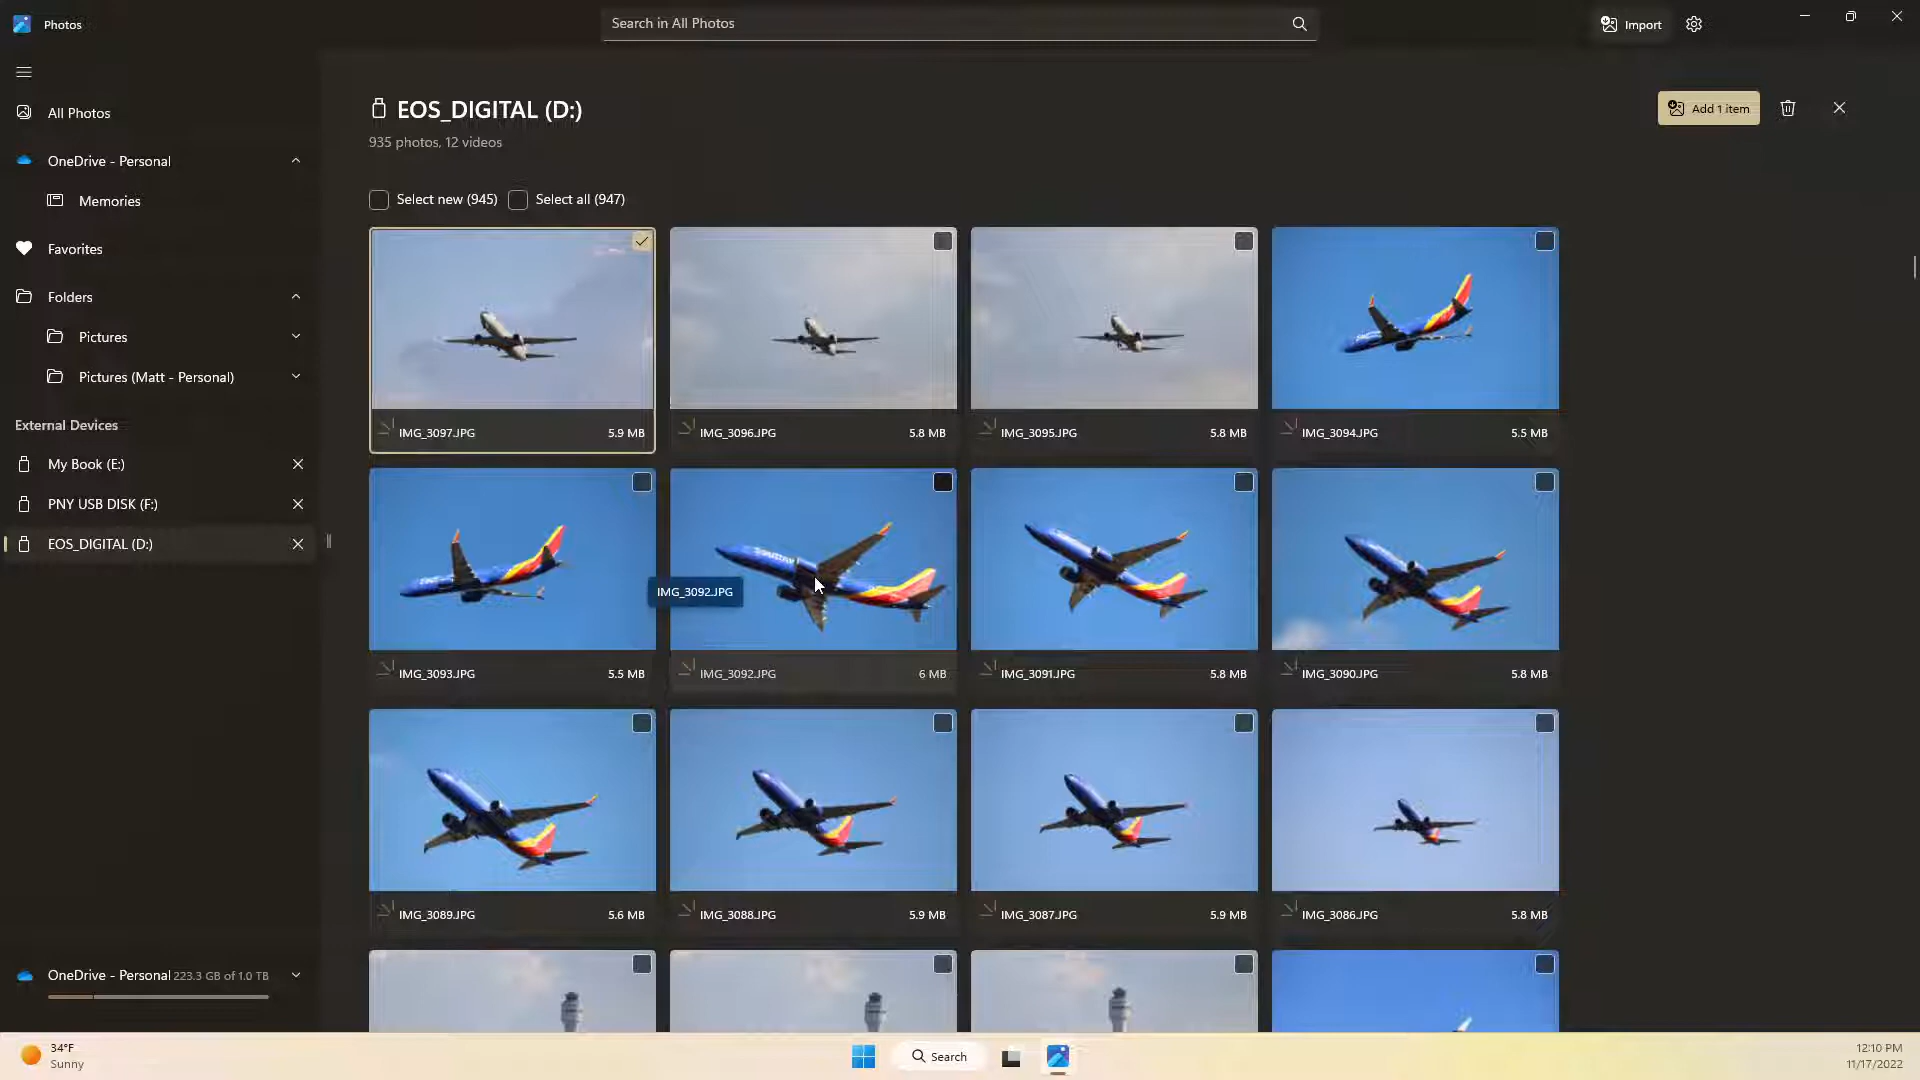 Photos
Search in All Photos
Import
All Photos
OneDrive - Personal
Memories
Favorites
Folders
Pictures
Pictures (Matt - Personal)
External Devices
My Book (E:)
PNY USB DISK (F:)
EOS_DIGITAL (D:)
OneDrive - Personal 223.3 GB of 1.0 TB
EOS_DIGITAL (D:)
935 photos, 12 videos
Add 1 item
Select new (945) Select all (947)
IMG_3097.JPG 5.9 MB
IMG_3096.JPG 5.8 MB
IMG_3095.JPG 5.8 MB
IMG_3094.JPG 5.5 MB
IMG_3092.JPG
IMG_3093.JPG 5.5 MB
IMG_3092.JPG 6 MB
IMG_3091.JPG 5.8 MB
IMG_3090.JPG 5.8 MB
IMG_3089.JPG 5.6 MB
IMG_3088.JPG 5.9 MB
IMG_3087.JPG 5.9 MB
IMG_3086.JPG 5.8 MB
34°F
Sunny
Search
12:10 PM
11/17/2022